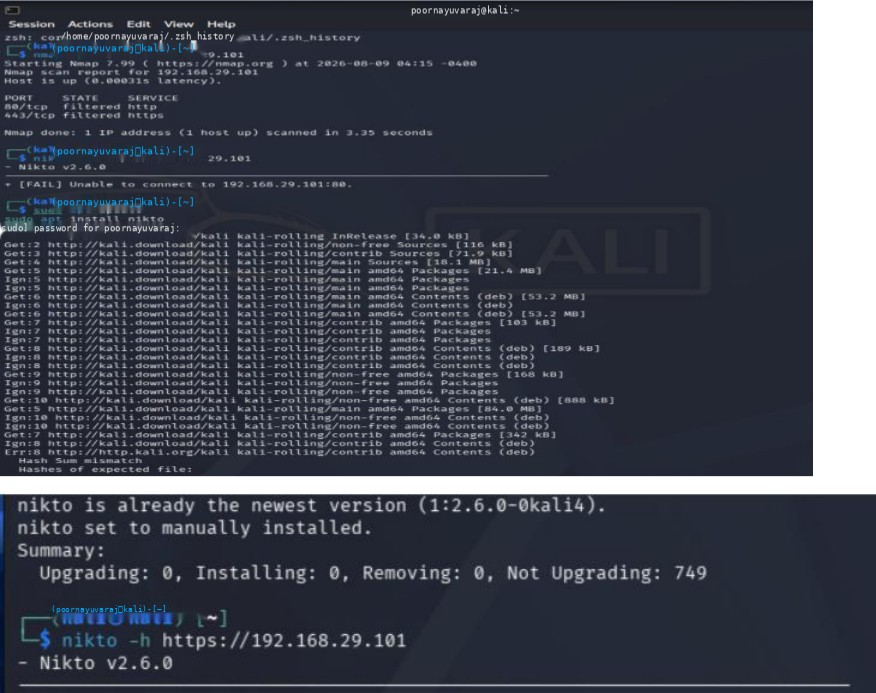 poornayuvaraj@kali:~
Session Actions Edit View Help
zsh: cor/home/poornayuvaraj/.zsh_history ali/.zsh_history
(poornayuvaraj▯kali)-[~]
$ 9.101
Starting Nmap 7.99 ( https://nmap.org ) at 2026-08-09 04:15 -0400
Nmap scan report for 192.168.29.101
Host is up (0.00031s latency).
PORT STATE SERVICE
80/tcp filtered http
443/tcp filtered https
Nmap done: 1 IP address (1 host up) scanned in 3.35 seconds
(poornayuvaraj▯kali)-[~]
$ 29.101
- Nikto v2.6.0
+ [FAIL] Unable to connect to 192.168.29.101:80.
(poornayuvaraj▯kali)-[~]
$
sudo apt install nikto
sudo] password for poornayuvaraj:
/kali kali-rolling InRelease [34.0 kB]
Get:2 http://kali.download/kali kali-rolling/non-free Sources [116 kB]
Get:3 http://kali.download/kali kali-rolling/contrib Sources [71.9 kB]
Get:4 http://kali.download/kali kali-rolling/main Sources [18.1 MB]
Get:5 http://kali.download/kali kali-rolling/main amd64 Packages [21.4 MB]
Ign:5 http://kali.download/kali kali-rolling/main amd64 Packages
Ign:5 http://kali.download/kali kali-rolling/main amd64 Packages
Get:6 http://kali.download/kali kali-rolling/main amd64 Contents (deb) [53.2 MB]
Ign:6 http://kali.download/kali kali-rolling/main amd64 Contents (deb)
Get:6 http://kali.download/kali kali-rolling/main amd64 Contents (deb) [53.2 MB]
Get:7 http://kali.download/kali kali-rolling/contrib amd64 Packages [103 kB]
Ign:7 http://kali.download/kali kali-rolling/contrib amd64 Packages
Ign:7 http://kali.download/kali kali-rolling/contrib amd64 Packages
Get:8 http://kali.download/kali kali-rolling/contrib amd64 Contents (deb) [189 kB]
Ign:8 http://kali.download/kali kali-rolling/contrib amd64 Contents (deb)
Ign:8 http://kali.download/kali kali-rolling/contrib amd64 Contents (deb)
Get:9 http://kali.download/kali kali-rolling/non-free amd64 Packages [168 kB]
Ign:9 http://kali.download/kali kali-rolling/non-free amd64 Packages
Ign:9 http://kali.download/kali kali-rolling/non-free amd64 Packages
Get:10 http://kali.download/kali kali-rolling/non-free amd64 Contents (deb) [888 kB]
Get:5 http://kali.download/kali kali-rolling/main amd64 Packages [84.0 MB]
Ign:10 http://kali.download/kali kali-rolling/non-free amd64 Contents (deb)
Ign:10 http://kali.download/kali kali-rolling/non-free amd64 Contents (deb)
Get:7 http://kali.download/kali kali-rolling/contrib amd64 Packages [342 kB]
Ign:8 http://kali.download/kali kali-rolling/contrib amd64 Contents (deb)
Err:8 http://http.kali.org/kali kali-rolling/contrib amd64 Contents (deb)
Hash Sum mismatch
Hashes of expected file:
KALI
nikto is already the newest version (1:2.6.0-0kali4).
nikto set to manually installed.
Summary:
Upgrading: 0, Installing: 0, Removing: 0, Not Upgrading: 749
(poornayuvaraj▯kali)-[~]
[~]
$ nikto -h https://192.168.29.101
- Nikto v2.6.0